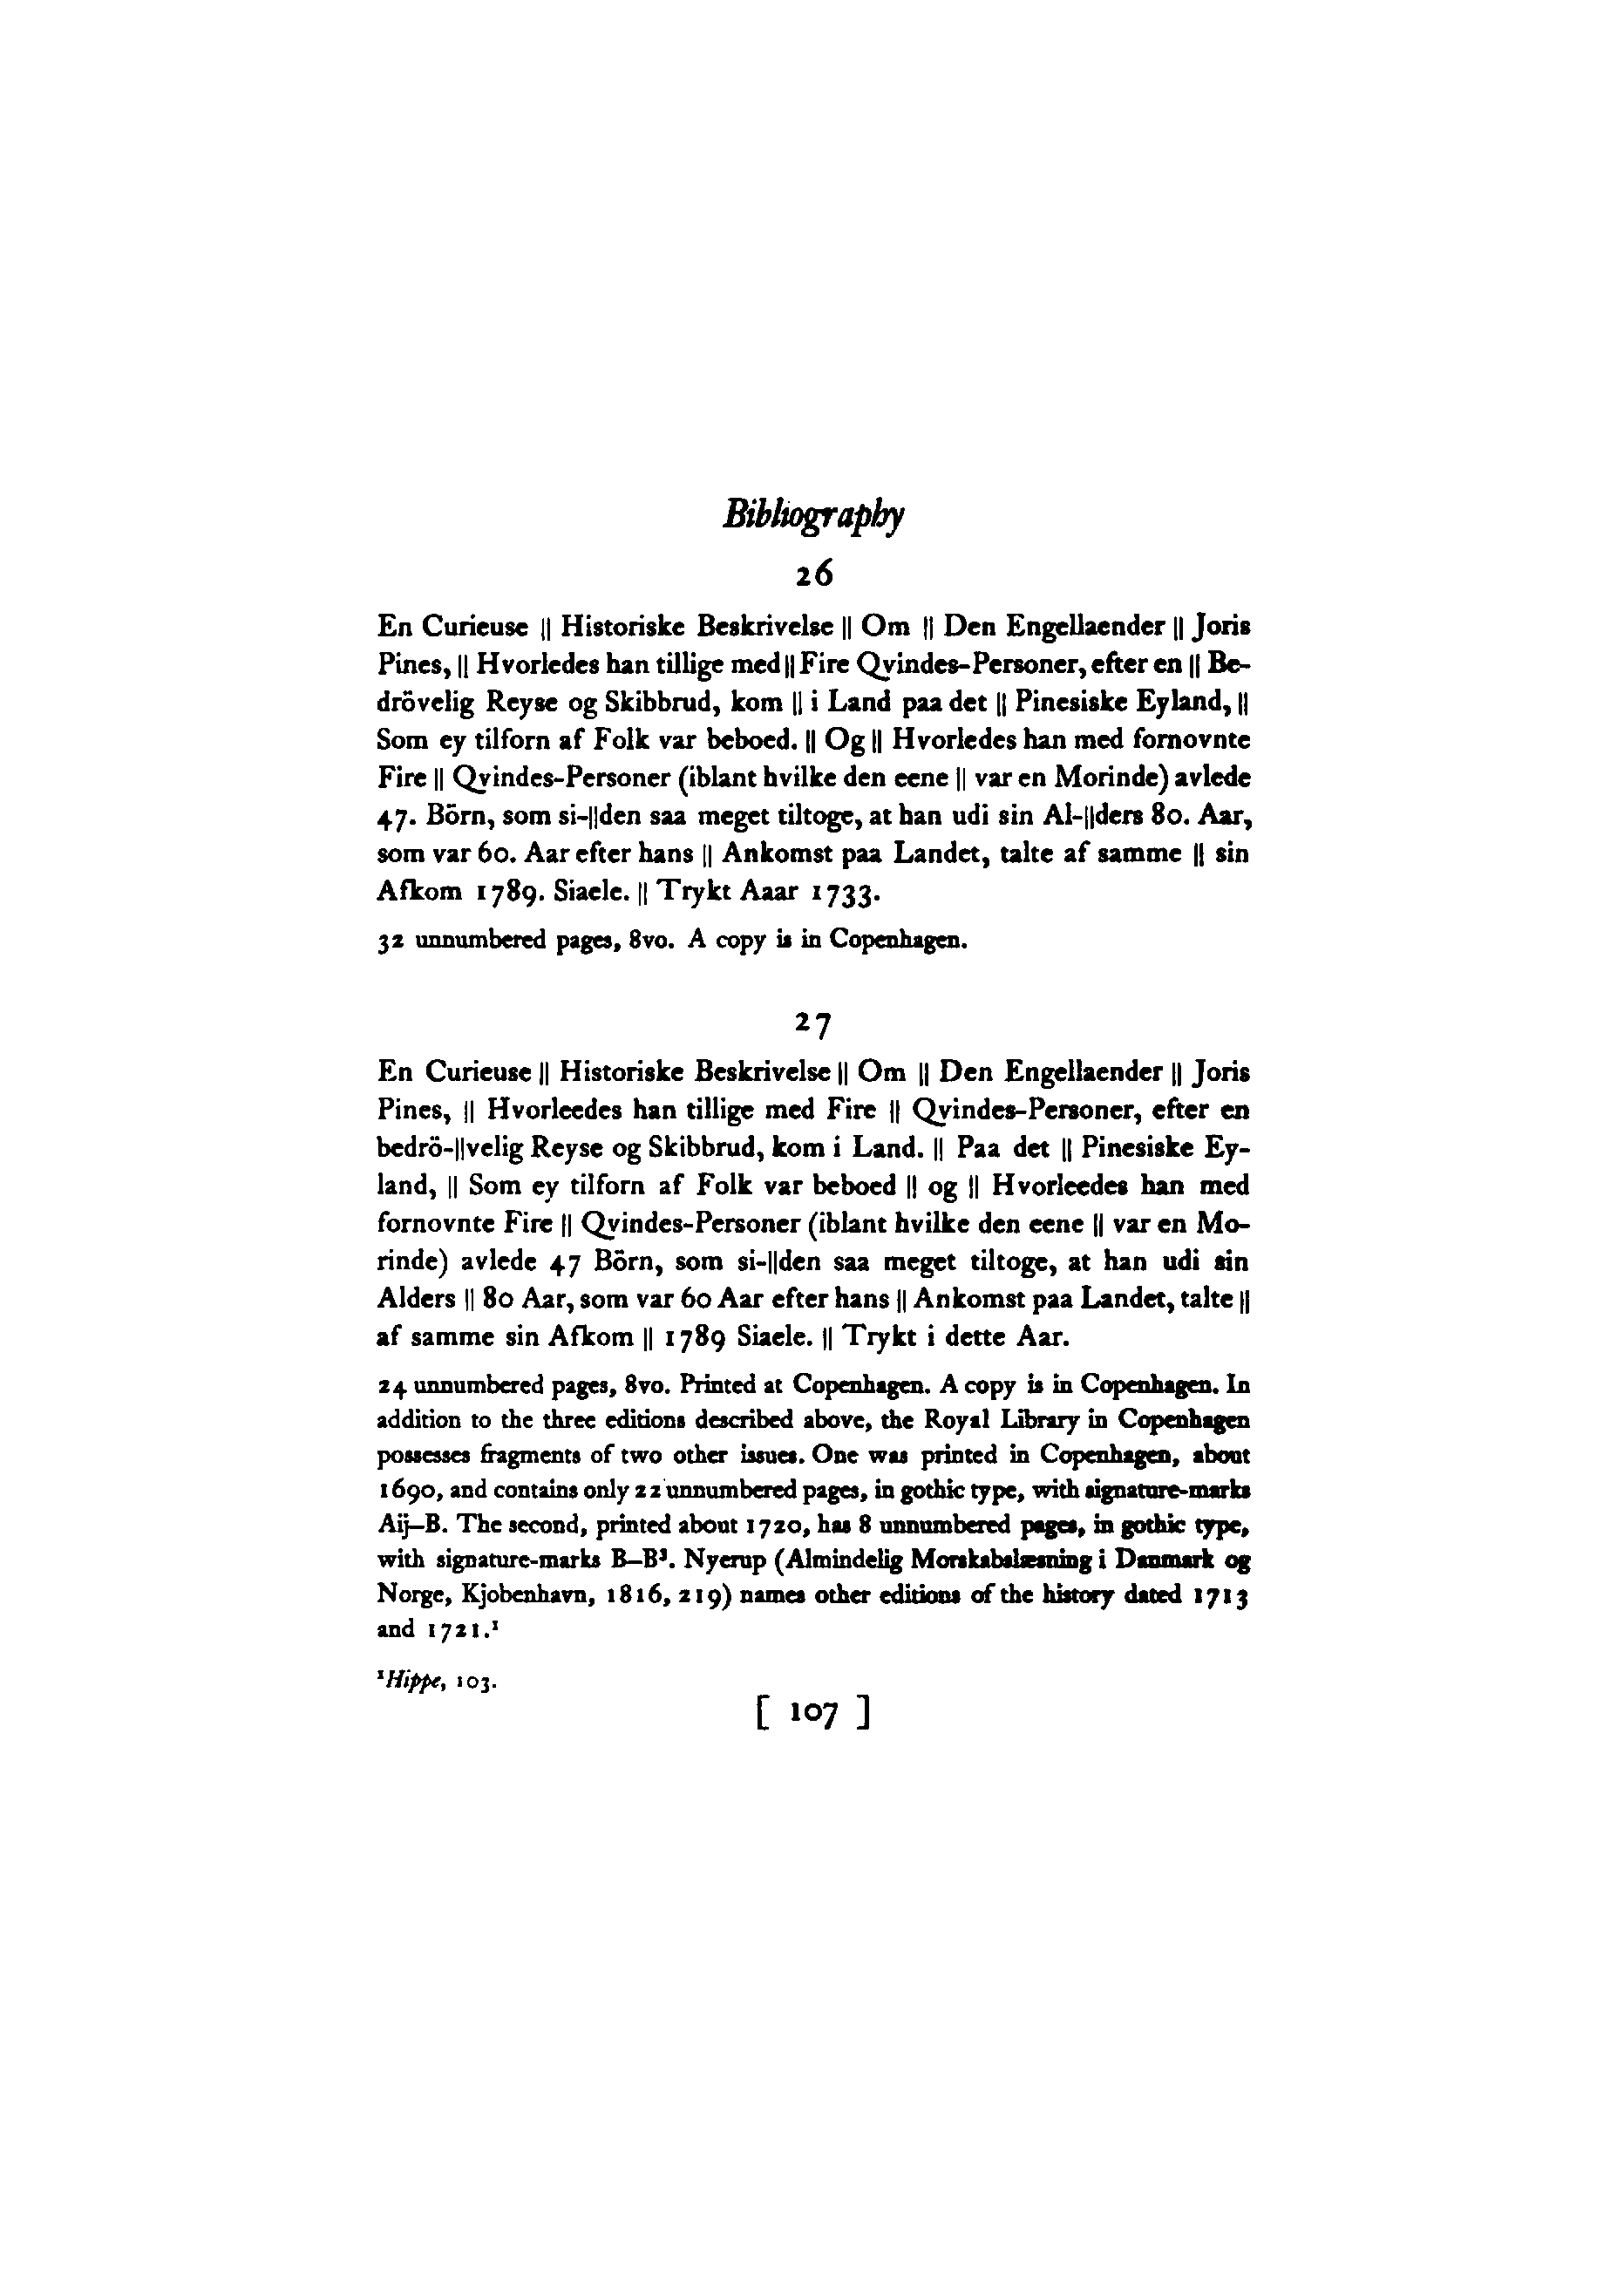 Bibliography
26
En Curieuse || Historiske Beskrivelse || Om || Den Engellaender || Joris
Pines, || Hvorledes han tillige med || Fire Qvindes-Personer, efter en || Be-
drövelig Reyse og Skibbrud, kom || i Land paa det || Pinesiske Eyland, ||
Som ey tilforn af Folk var beboed. || Og || Hvorledes han med fornovnte
Fire || Qvindes-Personer (iblant hvilke den eene || var en Morinde) avlede
47. Börn, som si-||den saa meget tiltoge, at han udi sin Al-||ders 80. Aar,
som var 60. Aar efter hans || Ankomst paa Landet, talte af samme || sin
Afkom 1789. Siaele. || Trykt Aaar 1733.
32 unnumbered pages, 8vo. A copy is in Copenhagen.
27
En Curieuse || Historiske Beskrivelse || Om || Den Engellaender || Joris
Pines, || Hvorleedes han tillige med Fire || Qvindes-Personer, efter en
bedrö-||velig Reyse og Skibbrud, kom i Land. || Paa det || Pinesiske Ey-
land, || Som ey tilforn af Folk var beboed || og || Hvorleedes han med
fornovnte Fire || Qvindes-Personer (iblant hvilke den eene || var en Mo-
rinde) avlede 47 Börn, som si-||den saa meget tiltoge, at han udi sin
Alders || 80 Aar, som var 60 Aar efter hans || Ankomst paa Landet, talte ||
af samme sin Afkom || 1789 Siaele. || Trykt i dette Aar.
24 unnumbered pages, 8vo. Printed at Copenhagen. A copy is in Copenhagen. In
addition to the three editions described above, the Royal Library in Copenhagen
possesses fragments of two other issues. One was printed in Copenhagen, about
1690, and contains only 22 unnumbered pages, in gothic type, with signature-marks
Aij–B. The second, printed about 1720, has 8 unnumbered pages, in gothic type,
with signature-marks B–B³. Nyerup (Almindelig Morskabslæsning i Danmark og
Norge, Kjobenhavn, 1816, 219) names other editions of the history dated 1713
and 1721.¹
¹Hippe, 103.
[ 107 ]